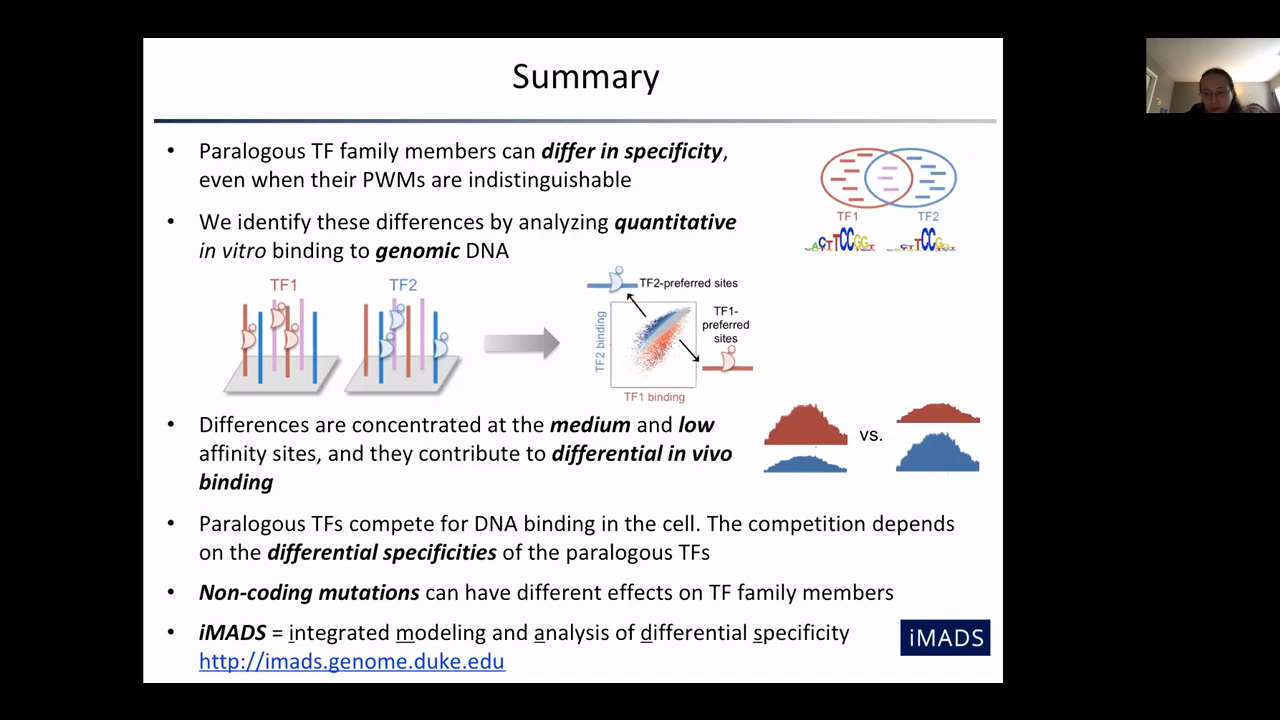 Summary
• Paralogous TF family members can differ in specificity,
even when their PWMs are indistinguishable
TF1 TF2
• We identify these differences by analyzing quantitative
in vitro binding to genomic DNA
TF1 TF2
TF2-preferred sites
TF1-
preferred
sites
TF2 binding
TF1 binding
• Differences are concentrated at the medium and low
affinity sites, and they contribute to differential in vivo
binding
vs.
• Paralogous TFs compete for DNA binding in the cell. The competition depends
on the differential specificities of the paralogous TFs
• Non-coding mutations can have different effects on TF family members
• iMADS = integrated modeling and analysis of differential specificity
http://imads.genome.duke.edu
iMADS